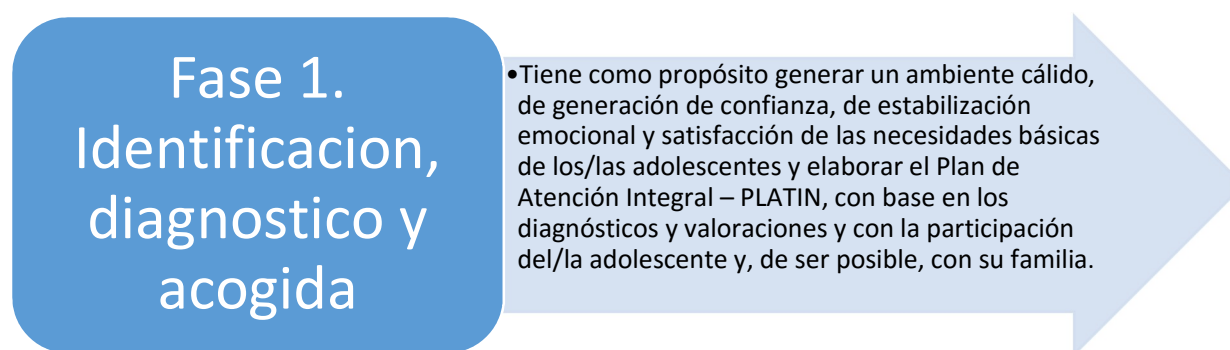 Fase 1.
Identificacion,
diagnostico y
acogida
•Tiene como propósito generar un ambiente cálido,
de generación de confianza, de estabilización
emocional y satisfacción de las necesidades básicas
de los/las adolescentes y elaborar el Plan de
Atención Integral – PLATIN, con base en los
diagnósticos y valoraciones y con la participación
del/la adolescente y, de ser posible, con su familia.